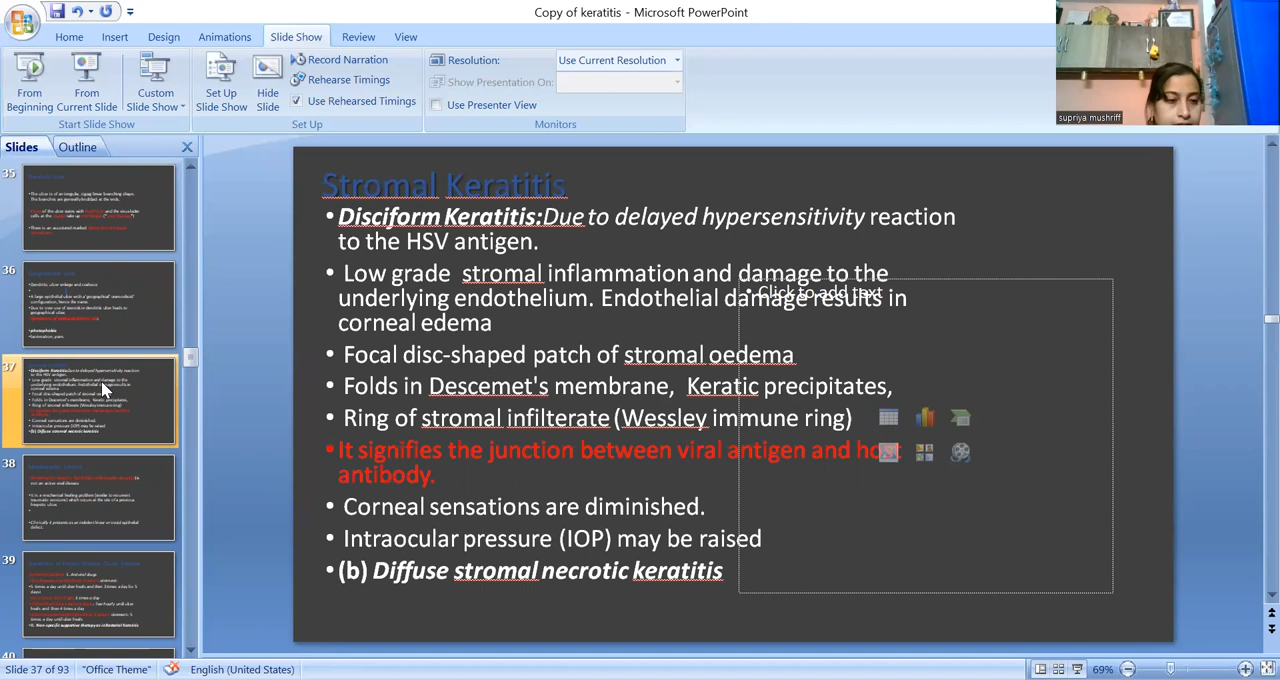 Copy of keratitis - Microsoft PowerPoint
Home Insert Design Animations Slide Show Review View
From Beginning
From Current Slide
Custom Slide Show
Set Up Slide Show
Hide Slide
Record Narration
Rehearse Timings
Use Rehearsed Timings
Resolution: Use Current Resolution
Show Presentation On:
Use Presenter View
Start Slide Show Set Up Monitors
supriya mushriff
Slides Outline
35
36
37
38
39
40
Stromal Keratitis
• Disciform Keratitis:Due to delayed hypersensitivity reaction
to the HSV antigen.
• Low grade stromal inflammation and damage to the
underlying endothelium. Endothelial damage results in
corneal edema
• Click to add text
• Focal disc-shaped patch of stromal oedema
• Folds in Descemet's membrane, Keratic precipitates,
• Ring of stromal infilterate (Wessley immune ring)
• It signifies the junction between viral antigen and host
antibody.
• Corneal sensations are diminished.
• Intraocular pressure (IOP) may be raised
• (b) Diffuse stromal necrotic keratitis
Slide 37 of 93 "Office Theme" English (United States) 69%